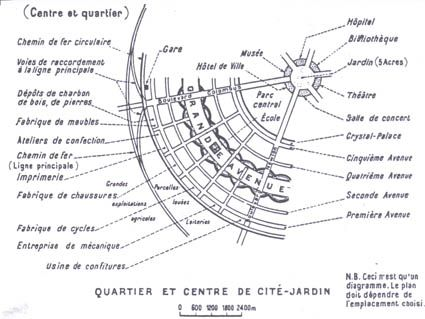 (Centre et quartier)
Chemin de fer circulaire
Gare
Voies de raccordement
à la ligne principale
Dépôts de charbon
de bois, de pierres
Fabrique de meubles
Ateliers de confection
Chemin de fer
(Ligne principale)
Imprimerie
Fabrique de chaussures
Fabrique de cycles
Entreprise de mécanique
Usine de confitures
Grandes
exploitations
agricoles
Parcelles
louées
Laiteries
Boulevard Colombus
GRANDE AVENUE
Musée
Hôtel de Ville
Parc
central
École
Hôpital
Bibliothèque
Jardin (5 Acres)
Théâtre
Salle de concert
Crystal-Palace
Cinquième Avenue
Quatrième Avenue
Seconde Avenue
Première Avenue
QUARTIER ET CENTRE DE CITÉ-JARDIN
0 600 1200 1800 2400 m
N.B. Ceci n'est qu'un
diagramme. Le plan
doit dépendre de
l'emplacement choisi.